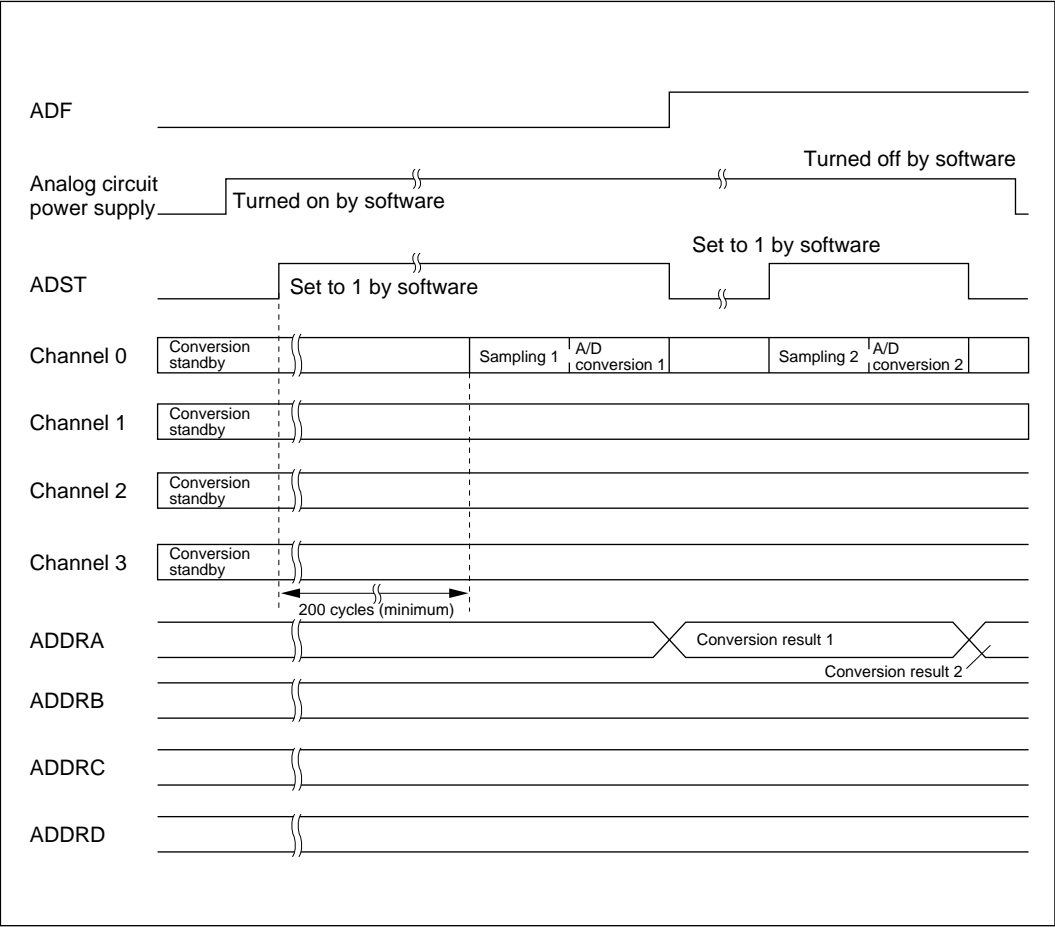 ADF
Turned off by software
Analog circuit
power supply
Turned on by software
Set to 1 by software
ADST
Set to 1 by software
Channel 0
Conversion
standby
Sampling 1
A/D
conversion 1
Sampling 2
A/D
conversion 2
Channel 1
Conversion
standby
Channel 2
Conversion
standby
Channel 3
Conversion
standby
200 cycles (minimum)
ADDRA
Conversion result 1
Conversion result 2
ADDRB
ADDRC
ADDRD